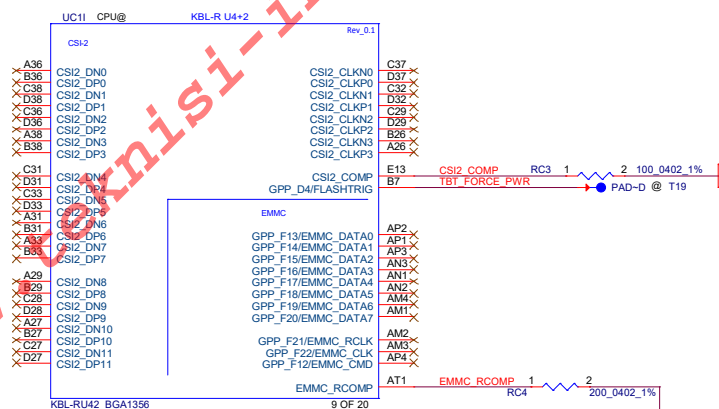 UC1I CPU@ KBL-R U4+2
Rev_0.1
CSI-2
A36 CSI2_DN0 CSI2_CLKN0 C37
B36 CSI2_DP0 CSI2_CLKP0 D37
C38 CSI2_DN1 CSI2_CLKN1 C32
D38 CSI2_DP1 CSI2_CLKP1 D32
C36 CSI2_DN2 CSI2_CLKN2 C29
D36 CSI2_DP2 CSI2_CLKP2 D29
A38 CSI2_DN3 CSI2_CLKN3 B26
B38 CSI2_DP3 CSI2_CLKP3 A26
C31 CSI2_DN4 CSI2_COMP E13 CSI2_COMP RC3 1 2 100_0402_1%
D31 CSI2_DP4 GPP_D4/FLASHTRIG B7 TBT_FORCE_PWR PAD~D @ T19
C33 CSI2_DN5
D33 CSI2_DP5 EMMC
A31 CSI2_DN6
B31 CSI2_DP6 GPP_F13/EMMC_DATA0 AP2
A33 CSI2_DN7 GPP_F14/EMMC_DATA1 AP1
B33 CSI2_DP7 GPP_F15/EMMC_DATA2 AP3
GPP_F16/EMMC_DATA3 AN3
A29 CSI2_DN8 GPP_F17/EMMC_DATA4 AN1
B29 CSI2_DP8 GPP_F18/EMMC_DATA5 AN2
C28 CSI2_DN9 GPP_F19/EMMC_DATA6 AM4
D28 CSI2_DP9 GPP_F20/EMMC_DATA7 AM1
A27 CSI2_DN10
B27 CSI2_DP10 GPP_F21/EMMC_RCLK AM2
C27 CSI2_DN11 GPP_F22/EMMC_CLK AM3
D27 CSI2_DP11 GPP_F12/EMMC_CMD AP4
EMMC_RCOMP AT1 EMMC_RCOMP 1 2
RC4 200_0402_1%
KBL-RU42_BGA1356 9 OF 20
teknisi-i